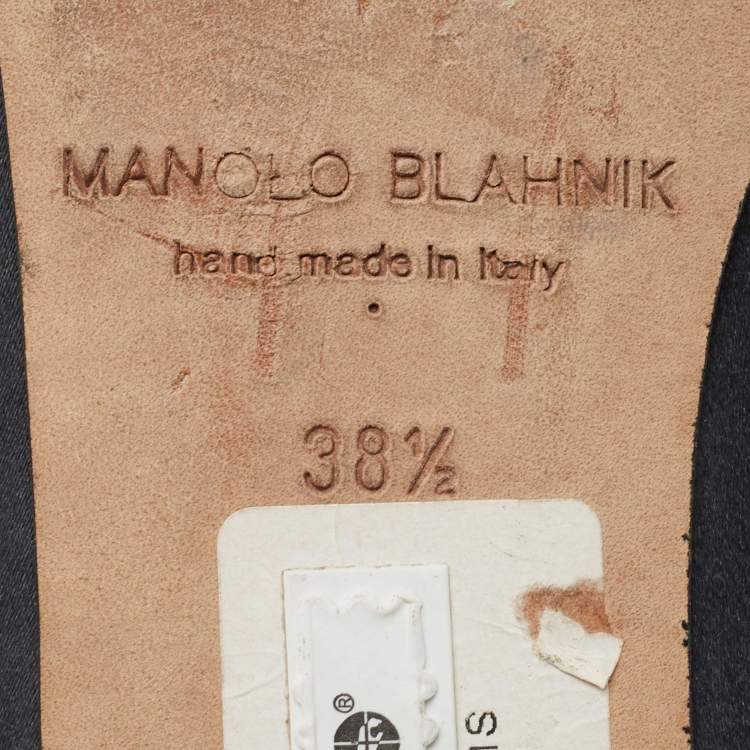 MANOLO BLAHNIK
hand made in Italy
38½
®